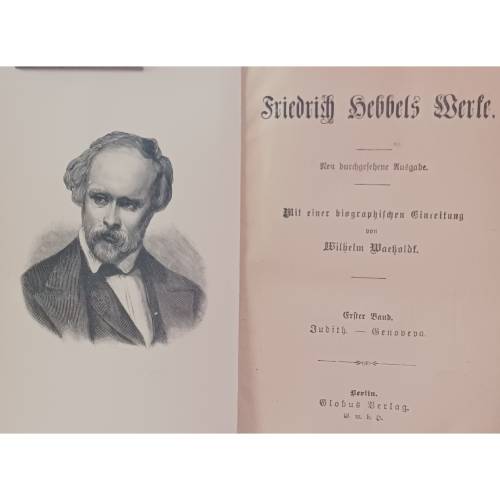 Friedrich Hebbels Werke.
Neu durchgesehene Ausgabe.
Mit einer biographischen Einleitung
von
Wilhelm Waetzoldt.
Erster Band.
Judith. — Genoveva.
Berlin.
Globus Verlag.
G. m. b. H.